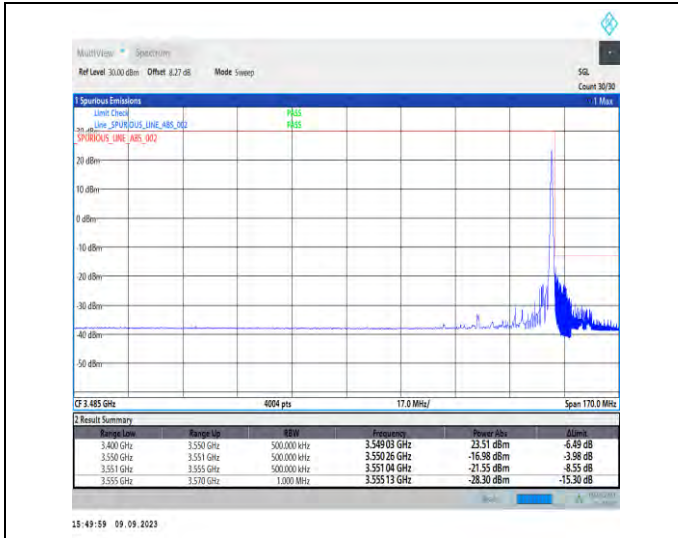 MultiView Spectrum
Ref Level 30.00 dBm Offset 8.27 dB Mode Sweep SGL
Count 30/30
1 Spurious Emissions 1 Max
Limit Check PASS
Line _SPURIOUS_LINE_ABS_002 PASS
30 dBm
_SPURIOUS_LINE_ABS_002
20 dBm
10 dBm
0 dBm
-10 dBm
-20 dBm
-30 dBm
-40 dBm
-50 dBm
CF 3.485 GHz 4004 pts 17.0 MHz/ Span 170.0 MHz
2 Result Summary
Range Low Range Up RBW Frequency Power Abs ΔLimit
3.400 GHz 3.550 GHz 500.000 kHz 3.549 03 GHz 23.51 dBm -6.49 dB
3.550 GHz 3.551 GHz 500.000 kHz 3.550 26 GHz -16.98 dBm -3.98 dB
3.551 GHz 3.555 GHz 500.000 kHz 3.551 04 GHz -21.55 dBm -8.55 dB
3.555 GHz 3.570 GHz 1.000 MHz 3.555 13 GHz -28.30 dBm -15.30 dB
15:49:59 09.09.2023